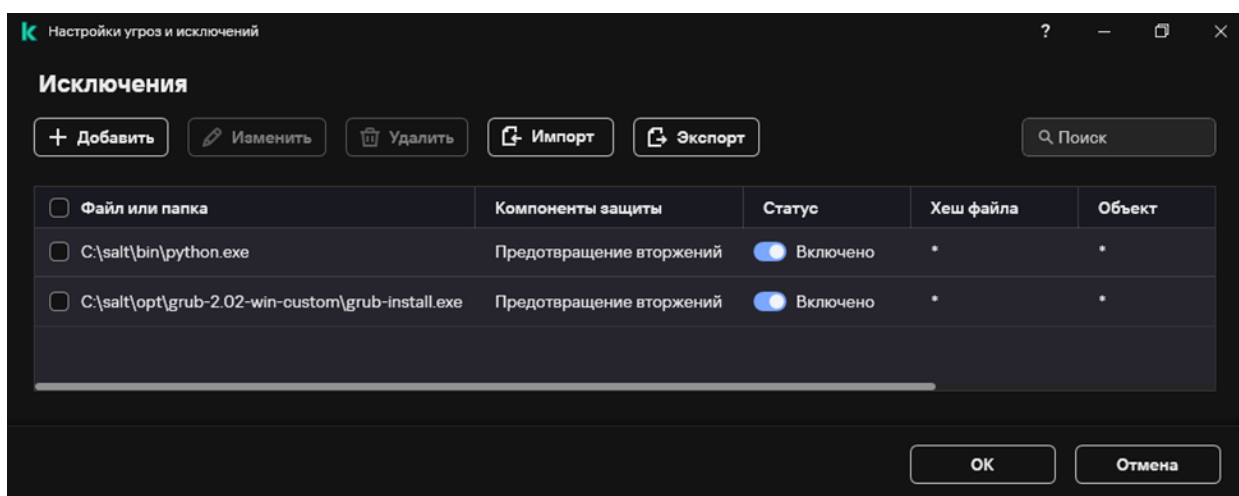 Настройки угроз и исключений ?
Исключения
+ Добавить Изменить Удалить Импорт Экспорт Поиск
Файл или папка Компоненты защиты Статус Хеш файла Объект
C:\salt\bin\python.exe Предотвращение вторжений Включено * *
C:\salt\opt\grub-2.02-win-custom\grub-install.exe Предотвращение вторжений Включено * *
ОК Отмена